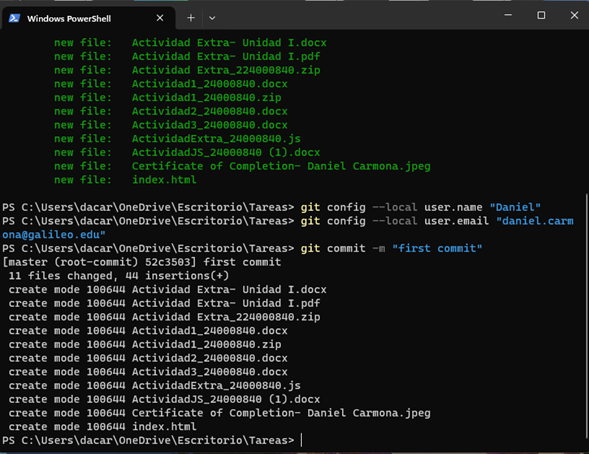 Windows PowerShell
new file:   Actividad Extra- Unidad I.docx
new file:   Actividad Extra- Unidad I.pdf
new file:   Actividad Extra_224000840.zip
new file:   Actividad1_24000840.docx
new file:   Actividad1_24000840.zip
new file:   Actividad2_24000840.docx
new file:   Actividad3_24000840.docx
new file:   ActividadExtra_24000840.js
new file:   ActividadJS_24000840 (1).docx
new file:   Certificate of Completion- Daniel Carmona.jpeg
new file:   index.html
PS C:\Users\dacar\OneDrive\Escritorio\Tareas> git config --local user.name "Daniel"
PS C:\Users\dacar\OneDrive\Escritorio\Tareas> git config --local user.email "daniel.carm
ona@galileo.edu"
PS C:\Users\dacar\OneDrive\Escritorio\Tareas> git commit -m "first commit"
[master (root-commit) 52c3503] first commit
 11 files changed, 44 insertions(+)
 create mode 100644 Actividad Extra- Unidad I.docx
 create mode 100644 Actividad Extra- Unidad I.pdf
 create mode 100644 Actividad Extra_224000840.zip
 create mode 100644 Actividad1_24000840.docx
 create mode 100644 Actividad1_24000840.zip
 create mode 100644 Actividad2_24000840.docx
 create mode 100644 Actividad3_24000840.docx
 create mode 100644 ActividadExtra_24000840.js
 create mode 100644 ActividadJS_24000840 (1).docx
 create mode 100644 Certificate of Completion- Daniel Carmona.jpeg
 create mode 100644 index.html
PS C:\Users\dacar\OneDrive\Escritorio\Tareas>